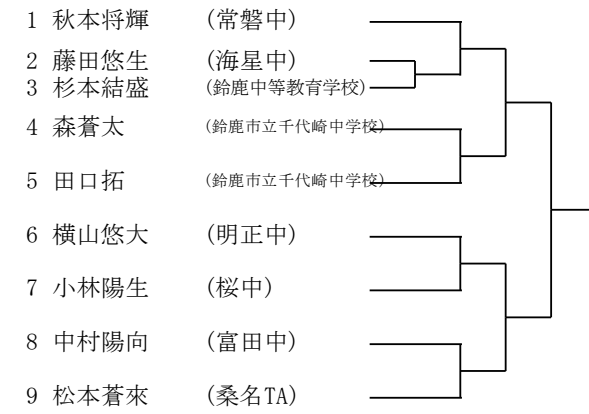 1 秋本将輝 (常磐中)
2 藤田悠生 (海星中)
3 杉本結盛 (鈴鹿中等教育学校)
4 森蒼太 (鈴鹿市立千代崎中学校)
5 田口拓 (鈴鹿市立千代崎中学校)
6 横山悠大 (明正中)
7 小林陽生 (桜中)
8 中村陽向 (富田中)
9 松本蒼來 (桑名TA)